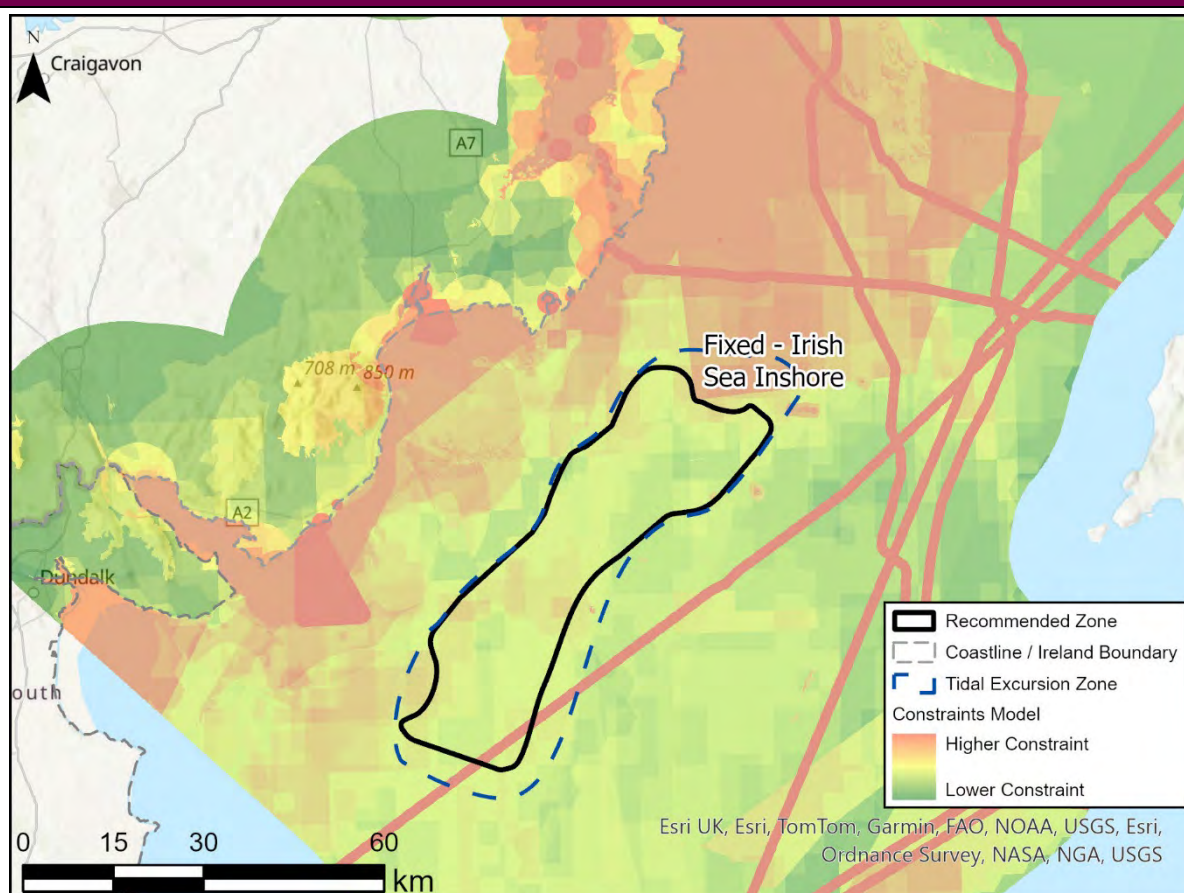 N
Craigavon
A7
Fixed - Irish
Sea Inshore
708 m
850 m
A2
Dundalk
outh
Recommended Zone
Coastline / Ireland Boundary
Tidal Excursion Zone
Constraints Model
Higher Constraint
Lower Constraint
0 15 30 60
km
Esri UK, Esri, TomTom, Garmin, FAO, NOAA, USGS, Esri,
Ordnance Survey, NASA, NGA, USGS